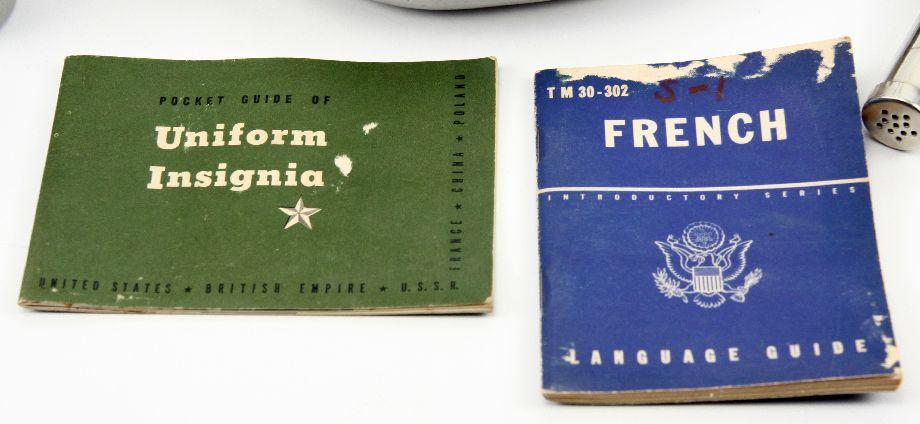 POCKET GUIDE OF
Uniform
Insignia
UNITED STATES ★ BRITISH EMPIRE ★ U.S.S.R.
FRANCE ★ CHINA ★ POLAND
TM 30-302
S-1
FRENCH
INTRODUCTORY SERIES
LANGUAGE GUIDE